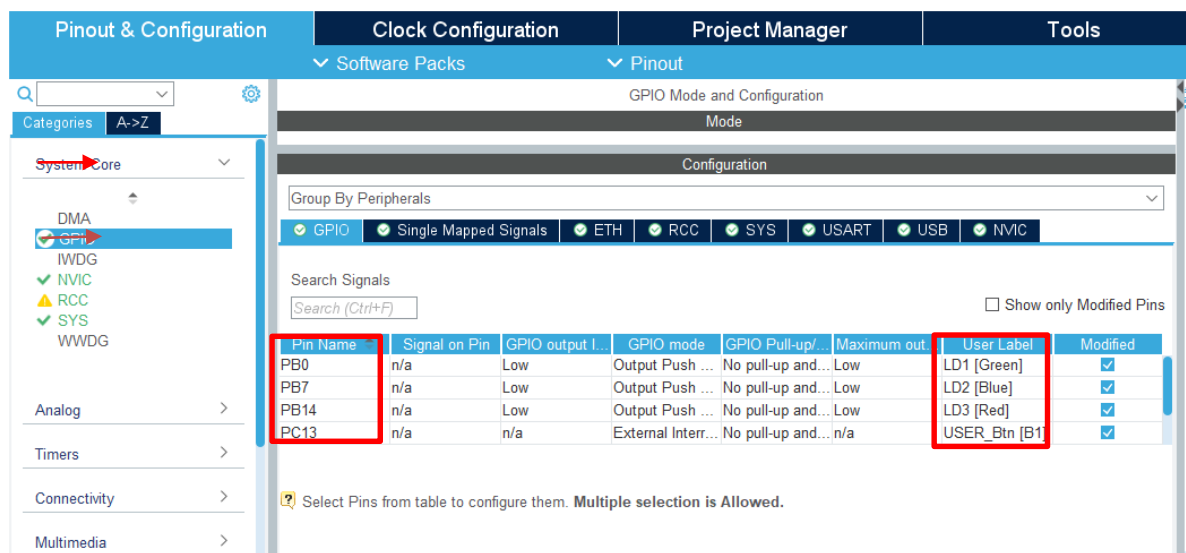 Pinout & Configuration Clock Configuration Project Manager Tools
Software Packs Pinout
GPIO Mode and Configuration
Categories A->Z Mode
System Core Configuration
Group By Peripherals
DMA
GPIO GPIO Single Mapped Signals ETH RCC SYS USART USB NVIC
IWDG
NVIC Search Signals
RCC Search (Ctrl+F) Show only Modified Pins
SYS
WWDG Pin Name Signal on Pin GPIO output l... GPIO mode GPIO Pull-up/... Maximum out... User Label Modified
PB0 n/a Low Output Push ... No pull-up and... Low LD1 [Green]
PB7 n/a Low Output Push ... No pull-up and... Low LD2 [Blue]
Analog PB14 n/a Low Output Push ... No pull-up and... Low LD3 [Red]
PC13 n/a n/a External Interr... No pull-up and... n/a USER_Btn [B1]
Timers
Connectivity Select Pins from table to configure them. Multiple selection is Allowed.
Multimedia